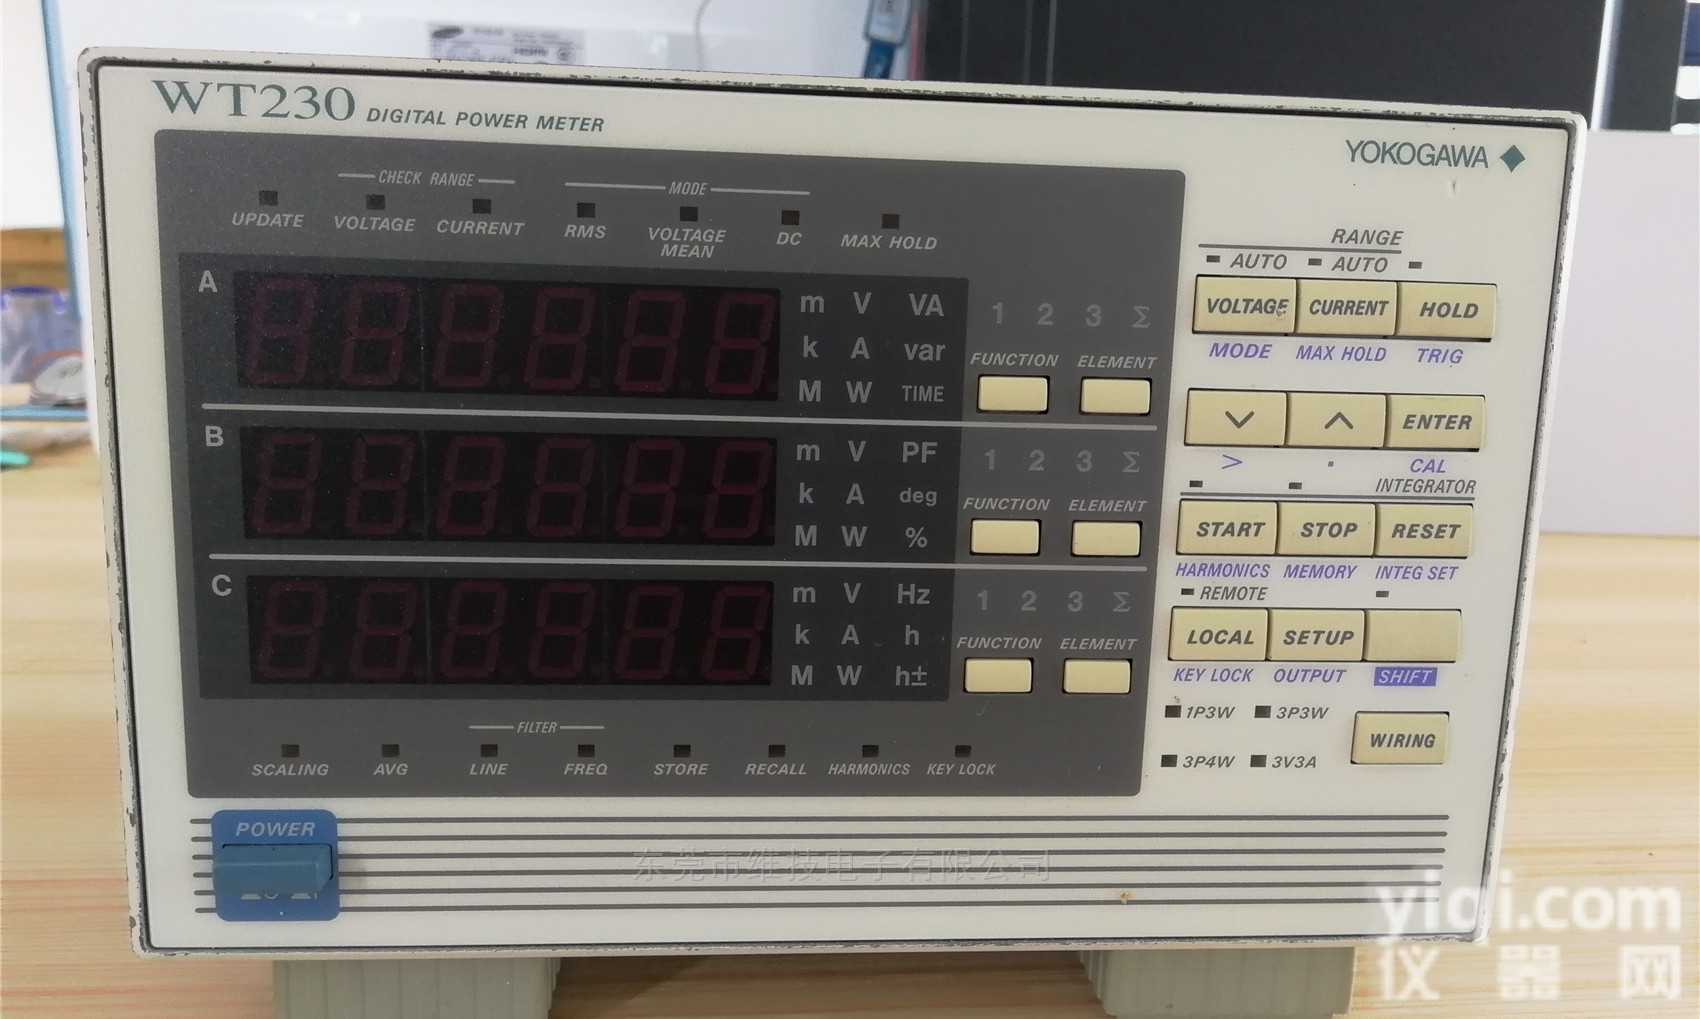 WT230 DIGITAL POWER METER
YOKOGAWA
CHECK RANGE
MODE
UPDATE VOLTAGE CURRENT RMS VOLTAGE MEAN DC MAX HOLD
A
m V VA
k A var
M W TIME
1 2 3 Σ
FUNCTION ELEMENT
B
m V PF
k A deg
M W %
1 2 3 Σ
FUNCTION ELEMENT
C
m V Hz
k A h
M W h±
1 2 3 Σ
FUNCTION ELEMENT
FILTER
SCALING AVG LINE FREQ STORE RECALL HARMONICS KEY LOCK
RANGE
AUTO AUTO
VOLTAGE CURRENT HOLD
MODE MAX HOLD TRIG
∨ ∧ ENTER
> . CAL
INTEGRATOR
START STOP RESET
HARMONICS MEMORY INTEG SET
REMOTE
LOCAL SETUP
KEY LOCK OUTPUT SHIFT
1P3W 3P3W
3P4W 3V3A
WIRING
POWER
东莞市维技电子有限公司
yiqi.com
仪器网